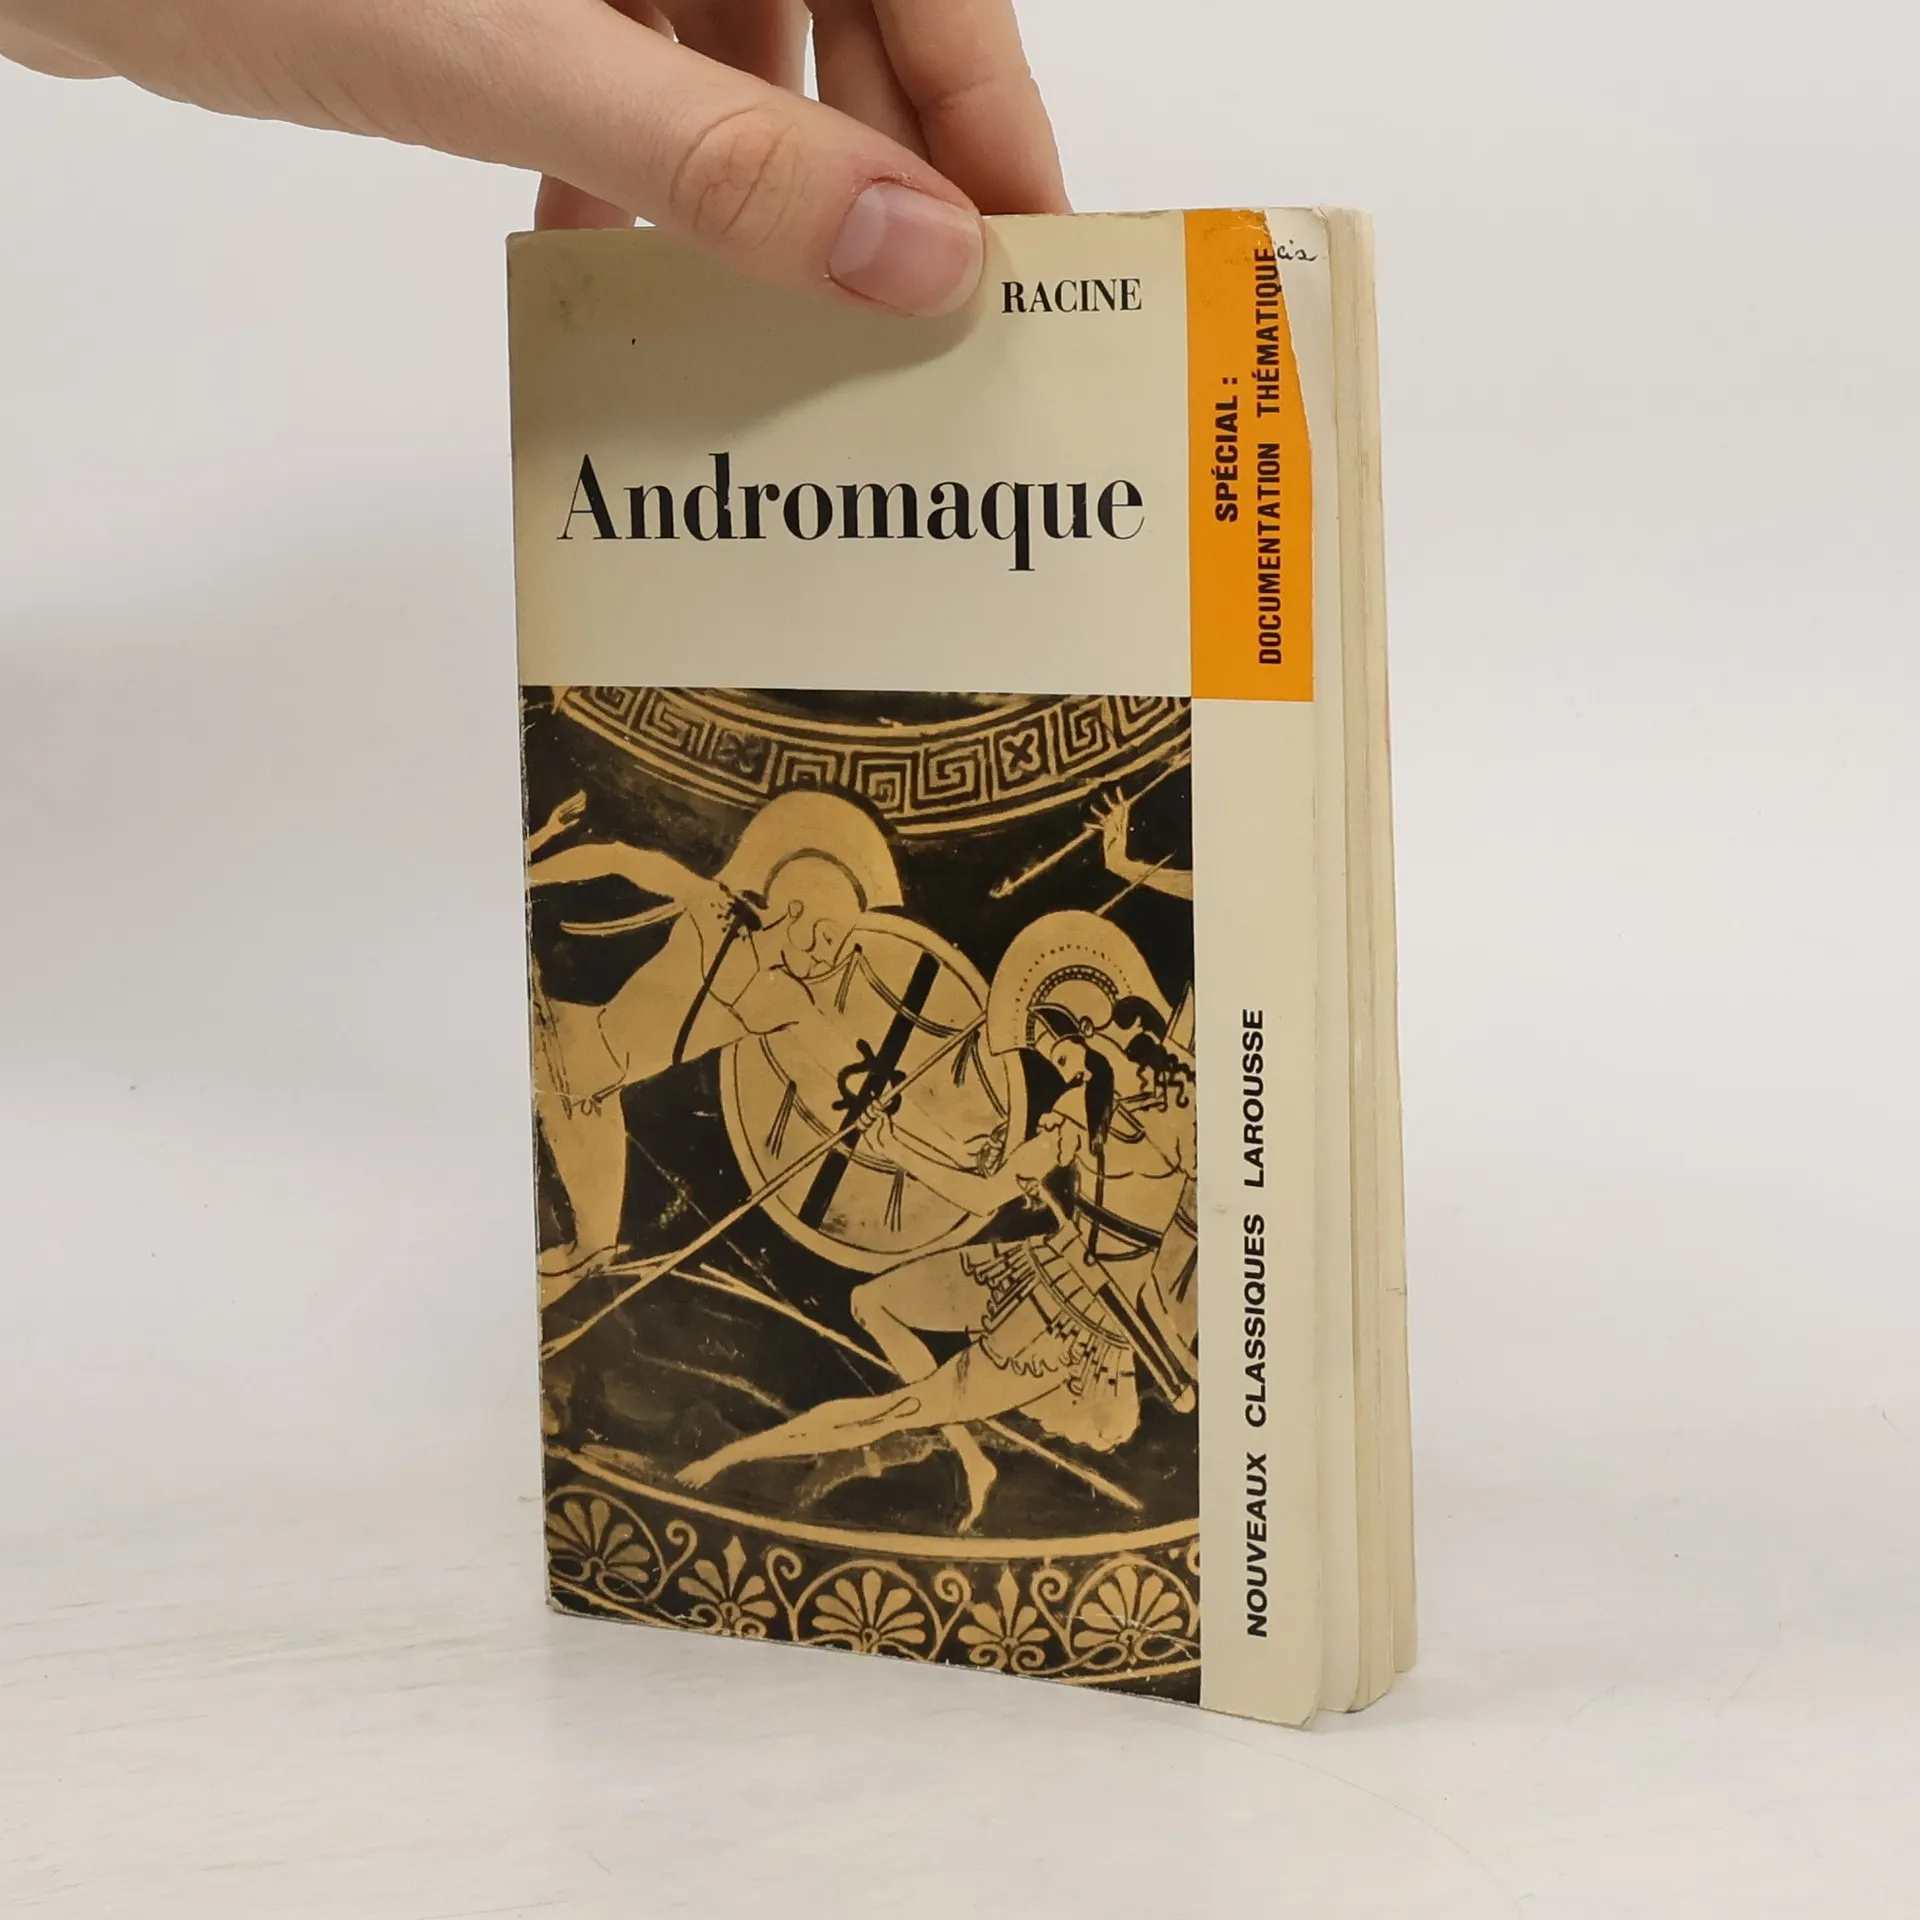 RACINE
Andromaque
SPÉCIAL :
DOCUMENTATION THÉMATIQUE
NOUVEAUX CLASSIQUES LAROUSSE